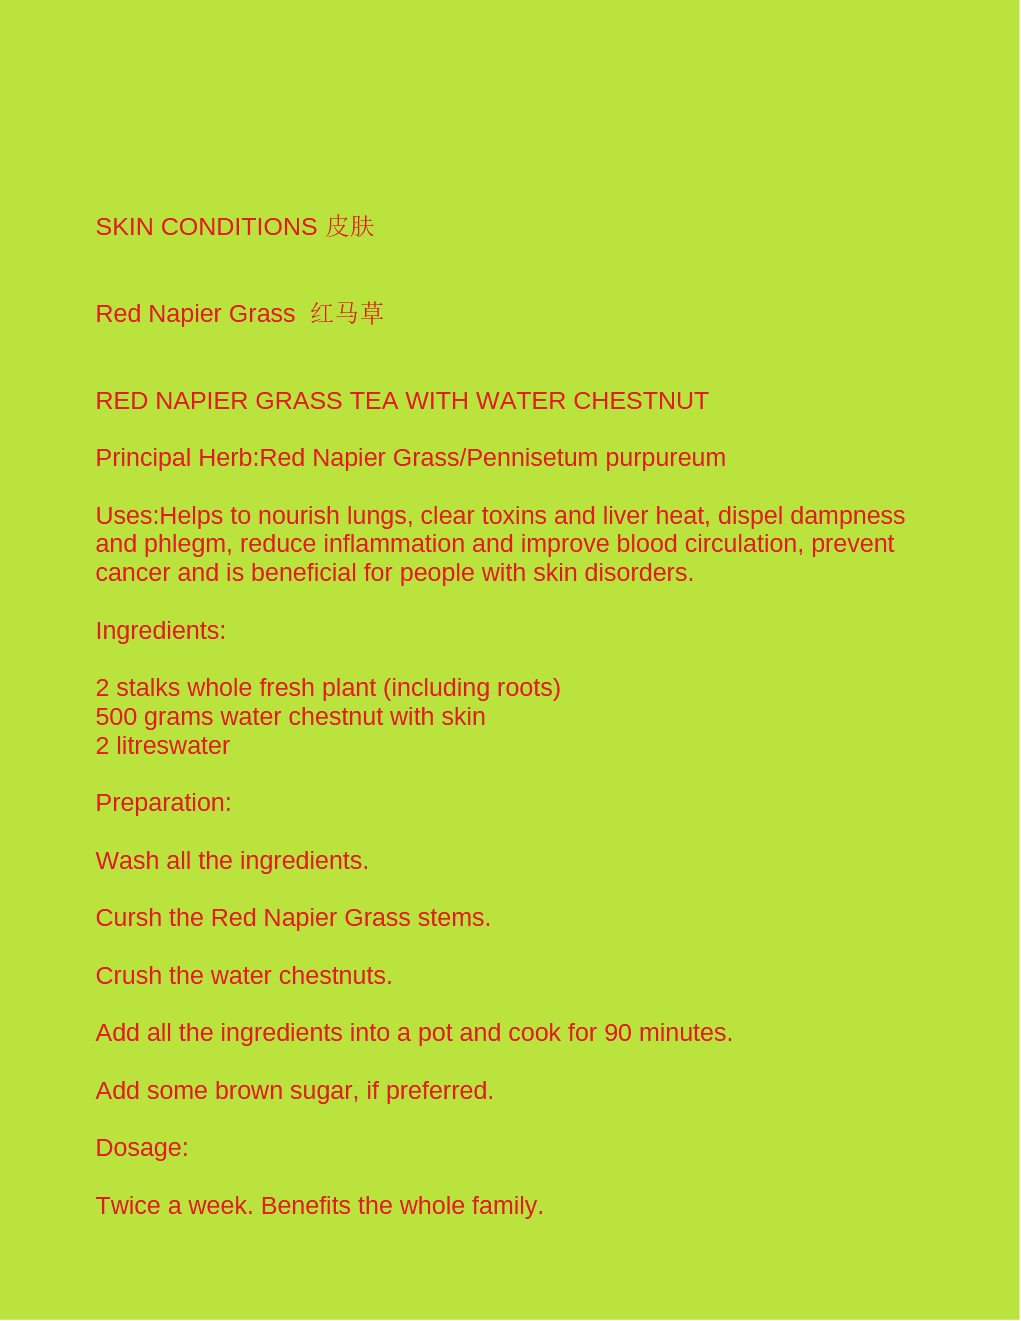 SKIN CONDITIONS 皮肤
Red Napier Grass  红马草
RED NAPIER GRASS TEA WITH WATER CHESTNUT
Principal Herb:Red Napier Grass/Pennisetum purpureum
Uses:Helps to nourish lungs, clear toxins and liver heat, dispel dampness
and phlegm, reduce inflammation and improve blood circulation, prevent
cancer and is beneficial for people with skin disorders.
Ingredients:
2 stalks whole fresh plant (including roots)
500 grams water chestnut with skin
2 litreswater
Preparation:
Wash all the ingredients.
Cursh the Red Napier Grass stems.
Crush the water chestnuts.
Add all the ingredients into a pot and cook for 90 minutes.
Add some brown sugar, if preferred.
Dosage:
Twice a week. Benefits the whole family.